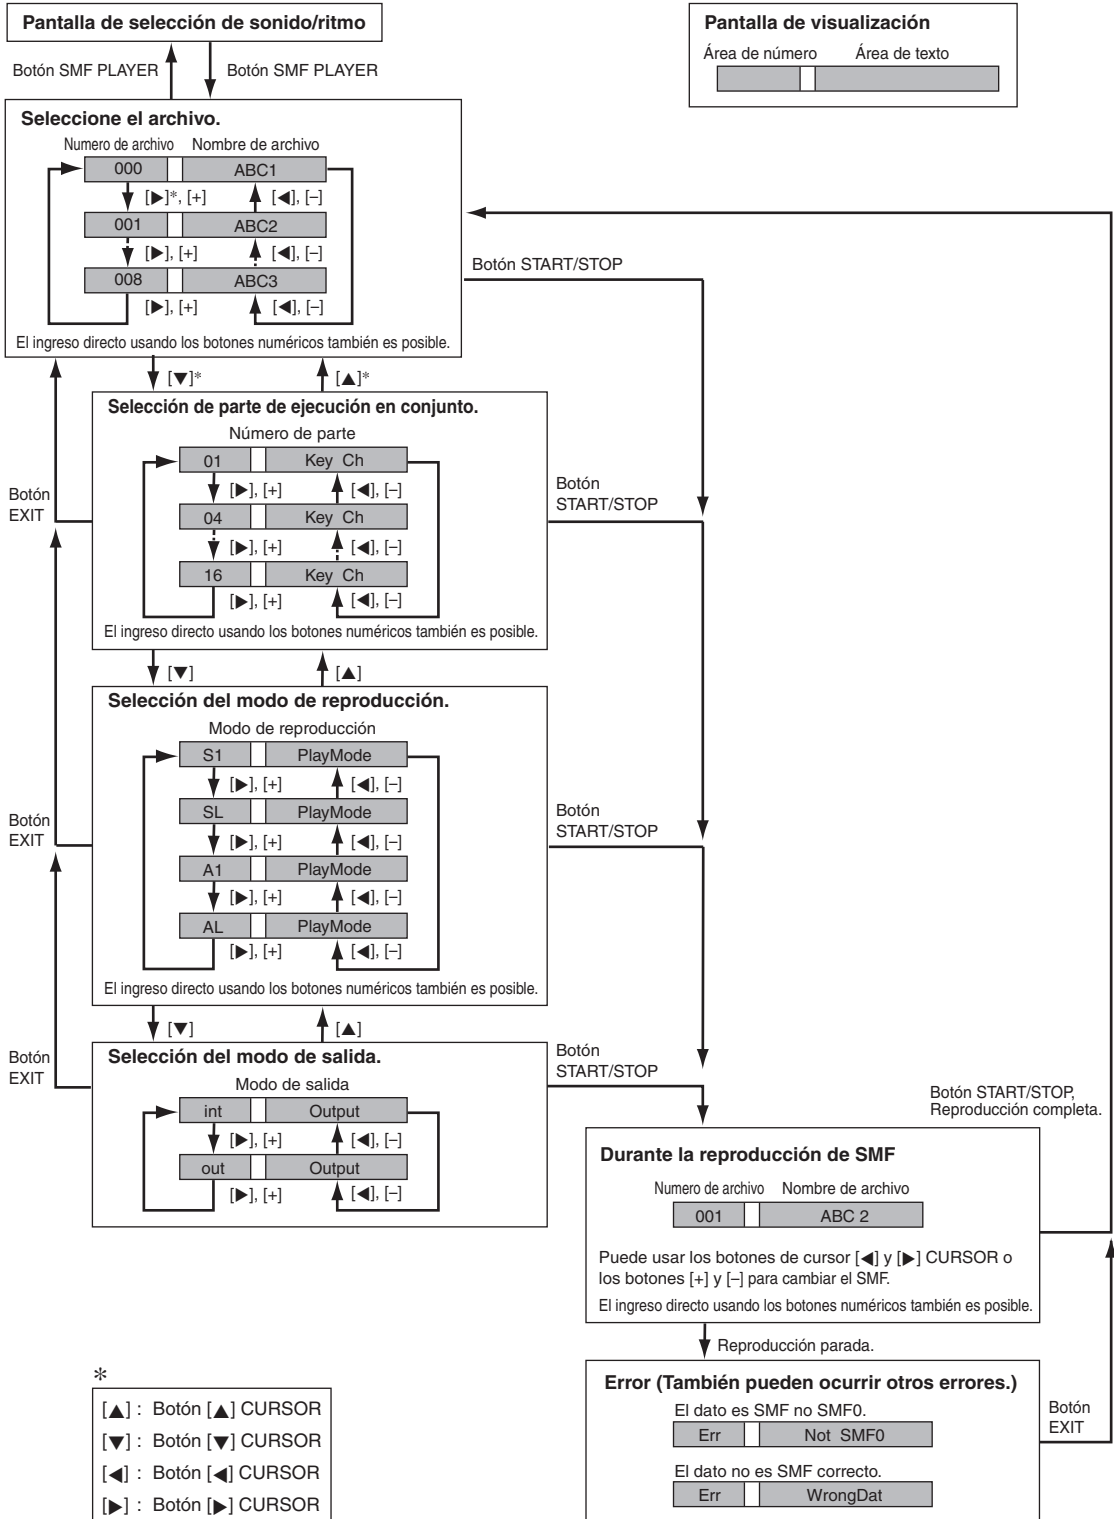 Pantalla de selección de sonido/ritmo
Botón SMF PLAYER
Botón SMF PLAYER
Pantalla de visualización
Área de número Área de texto
Seleccione el archivo.
Numero de archivo Nombre de archivo
000 ABC1
[▶]*, [+] [◀], [–]
001 ABC2
[▶], [+] [◀], [–]
008 ABC3
[▶], [+] [◀], [–]
El ingreso directo usando los botones numéricos también es posible.
Botón START/STOP
[▼]* [▲]*
Selección de parte de ejecución en conjunto.
Número de parte
01 Key Ch
[▶], [+] [◀], [–]
04 Key Ch
[▶], [+] [◀], [–]
16 Key Ch
[▶], [+] [◀], [–]
El ingreso directo usando los botones numéricos también es posible.
Botón
EXIT
Botón
START/STOP
[▼] [▲]
Selección del modo de reproducción.
Modo de reproducción
S1 PlayMode
[▶], [+] [◀], [–]
SL PlayMode
[▶], [+] [◀], [–]
A1 PlayMode
[▶], [+] [◀], [–]
AL PlayMode
[▶], [+] [◀], [–]
El ingreso directo usando los botones numéricos también es posible.
Botón
EXIT
Botón
START/STOP
[▼] [▲]
Selección del modo de salida.
Modo de salida
int Output
[▶], [+] [◀], [–]
out Output
[▶], [+] [◀], [–]
Botón
EXIT
Botón
START/STOP
Botón START/STOP,
Reproducción completa.
Durante la reproducción de SMF
Numero de archivo Nombre de archivo
001 ABC 2
Puede usar los botones de cursor [◀] y [▶] CURSOR o
los botones [+] y [–] para cambiar el SMF.
El ingreso directo usando los botones numéricos también es posible.
Reproducción parada.
Error (También pueden ocurrir otros errores.)
El dato es SMF no SMF0.
Err Not SMF0
El dato no es SMF correcto.
Err WrongDat
Botón
EXIT
*
[▲] : Botón [▲] CURSOR
[▼] : Botón [▼] CURSOR
[◀] : Botón [◀] CURSOR
[▶] : Botón [▶] CURSOR